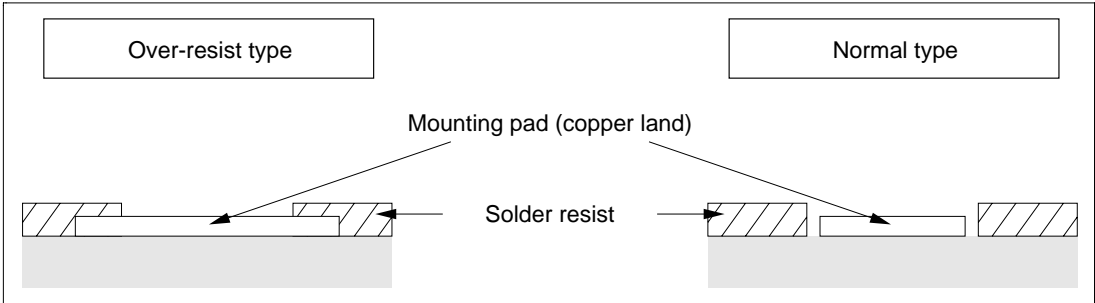 Over-resist type
Normal type
Mounting pad (copper land)
Solder resist